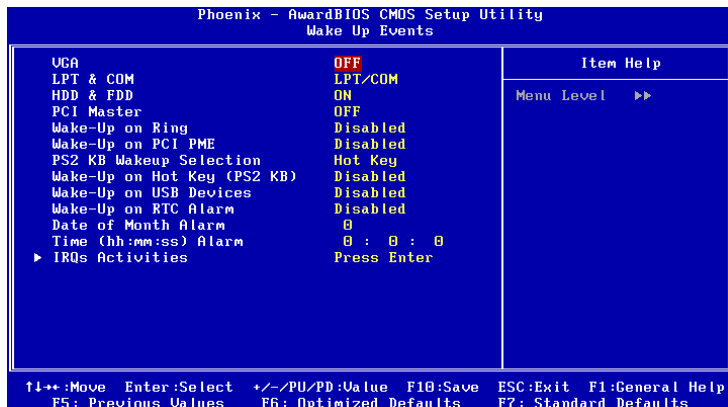 Phoenix - AwardBIOS CMOS Setup Utility
Wake Up Events
VGA OFF
LPT & COM LPT/COM
HDD & FDD ON
PCI Master OFF
Wake-Up on Ring Disabled
Wake-Up on PCI PME Disabled
PS2 KB Wakeup Selection Hot Key
Wake-Up on Hot Key (PS2 KB) Disabled
Wake-Up on USB Devices Disabled
Wake-Up on RTC Alarm Disabled
Date of Month Alarm 0
Time (hh:mm:ss) Alarm 0 : 0 : 0
▶ IRQs Activities Press Enter
Item Help
Menu Level ▶▶
↑↓→←:Move Enter:Select +/-/PU/PD:Value F10:Save ESC:Exit F1:General Help
F5: Previous Values F6: Optimized Defaults F7: Standard Defaults